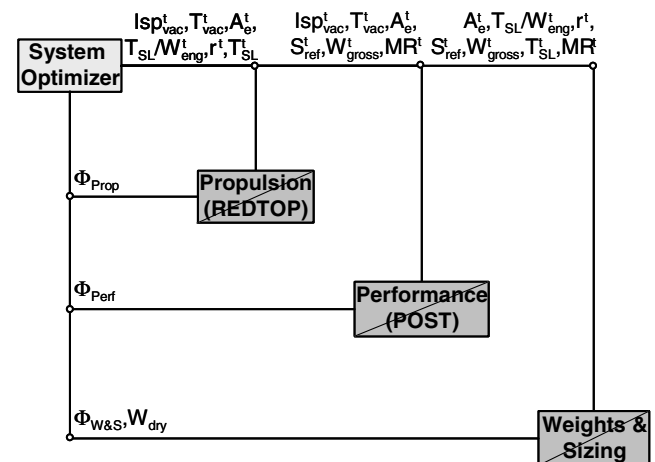 Isp^t_vac,T^t_vac,A^t_e,
T_SL/W^t_eng,r^t,T^t_SL
Isp^t_vac,T^t_vac,A^t_e,
S^t_ref,W^t_gross,MR^t
A^t_e,T_SL/W^t_eng,r^t,
S^t_ref,W^t_gross,T^t_SL,MR^t
System
Optimizer
Φ_Prop
Propulsion
(REDTOP)
Φ_Perf
Performance
(POST)
Φ_W&S,W_dry
Weights &
Sizing